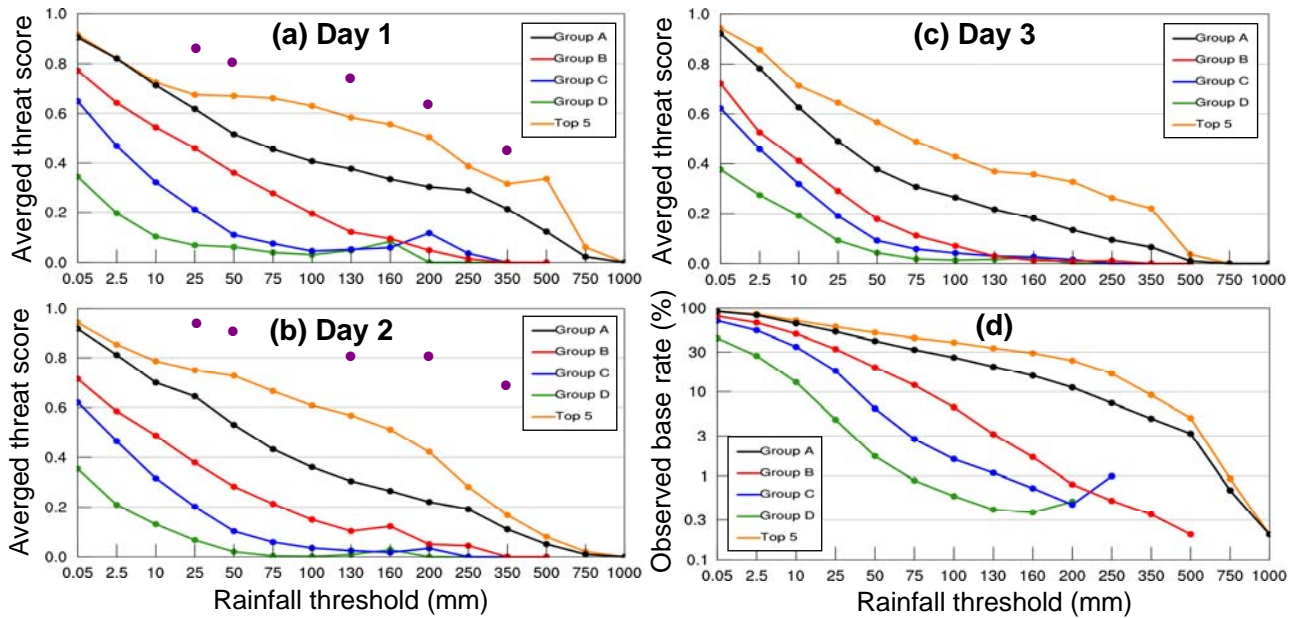 (a) Day 1
Averged threat score
1.0
0.8
0.6
0.4
0.2
0.0
Group A
Group B
Group C
Group D
Top 5
0.05 2.5 10 25 50 75 100 130 160 200 250 350 500 750 1000
(c) Day 3
Averged threat score
1.0
0.8
0.6
0.4
0.2
0.0
Group A
Group B
Group C
Group D
Top 5
0.05 2.5 10 25 50 75 100 130 160 200 250 350 500 750 1000
(b) Day 2
Averged threat score
1.0
0.8
0.6
0.4
0.2
0.0
Group A
Group B
Group C
Group D
Top 5
0.05 2.5 10 25 50 75 100 130 160 200 250 350 500 750 1000
Rainfall threshold (mm)
(d)
Observed base rate (%)
100
30
10
3
1
0.3
0.1
Group A
Group B
Group C
Group D
Top 5
0.05 2.5 10 25 50 75 100 130 160 200 250 350 500 750 1000
Rainfall threshold (mm)